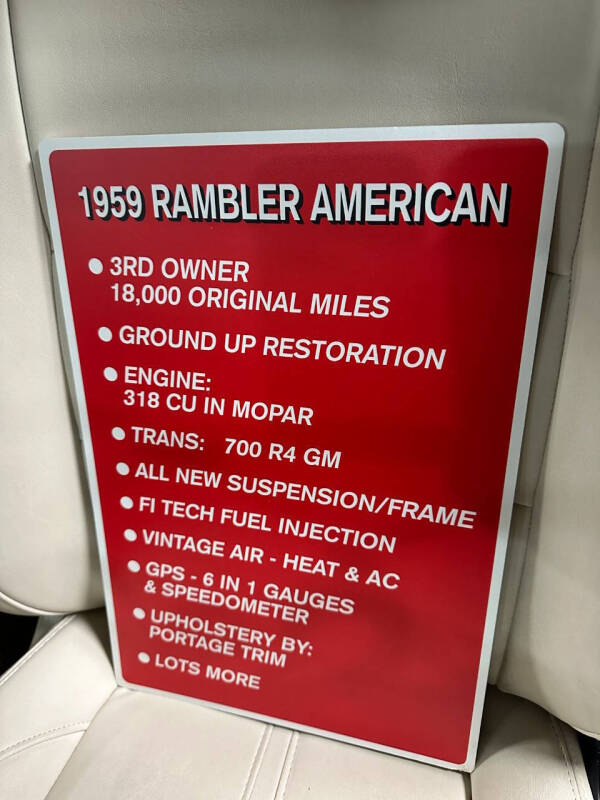 1959 RAMBLER AMERICAN
• 3RD OWNER
18,000 ORIGINAL MILES
• GROUND UP RESTORATION
• ENGINE:
318 CU IN MOPAR
• TRANS: 700 R4 GM
• ALL NEW SUSPENSION/FRAME
• FI TECH FUEL INJECTION
• VINTAGE AIR - HEAT & AC
• GPS - 6 IN 1 GAUGES
& SPEEDOMETER
• UPHOLSTERY BY:
PORTAGE TRIM
• LOTS MORE